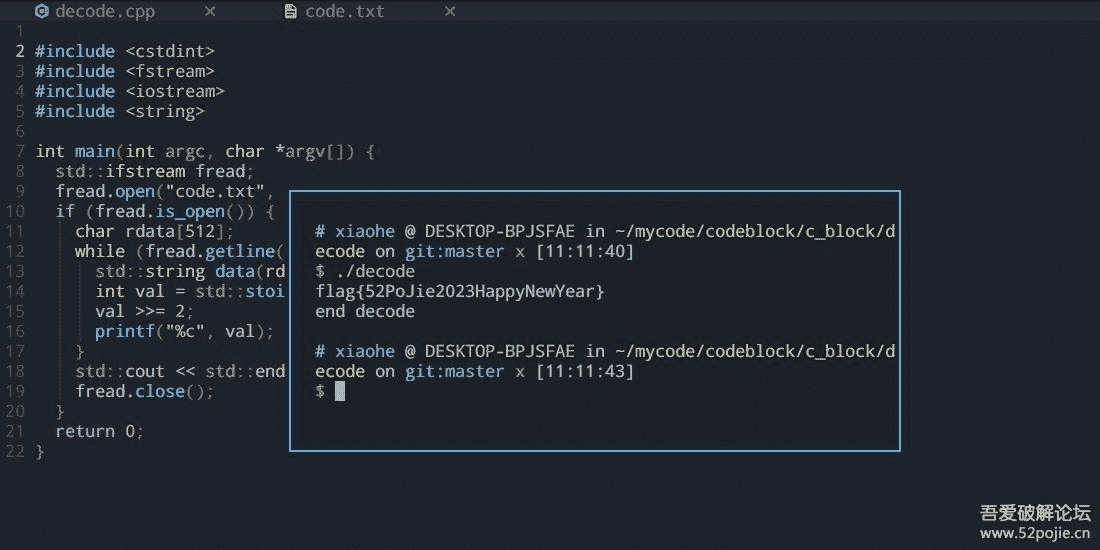 decode.cpp × code.txt ×
1
2 #include <cstdint>
3 #include <fstream>
4 #include <iostream>
5 #include <string>
6
7 int main(int argc, char *argv[]) {
8 std::ifstream fread;
9 fread.open("code.txt",
10 if (fread.is_open()) {
11 char rdata[512];
12 while (fread.getline(
13 std::string data(rd
14 int val = std::stoi
15 val >>= 2;
16 printf("%c", val);
17 }
18 std::cout << std::end
19 fread.close();
20 }
21 return 0;
22 }
# xiaohe @ DESKTOP-BPJSFAE in ~/mycode/codeblock/c_block/d
ecode on git:master x [11:11:40]
$ ./decode
flag{52PoJie2023HappyNewYear}
end decode
# xiaohe @ DESKTOP-BPJSFAE in ~/mycode/codeblock/c_block/d
ecode on git:master x [11:11:43]
$
吾爱破解论坛
www.52pojie.cn